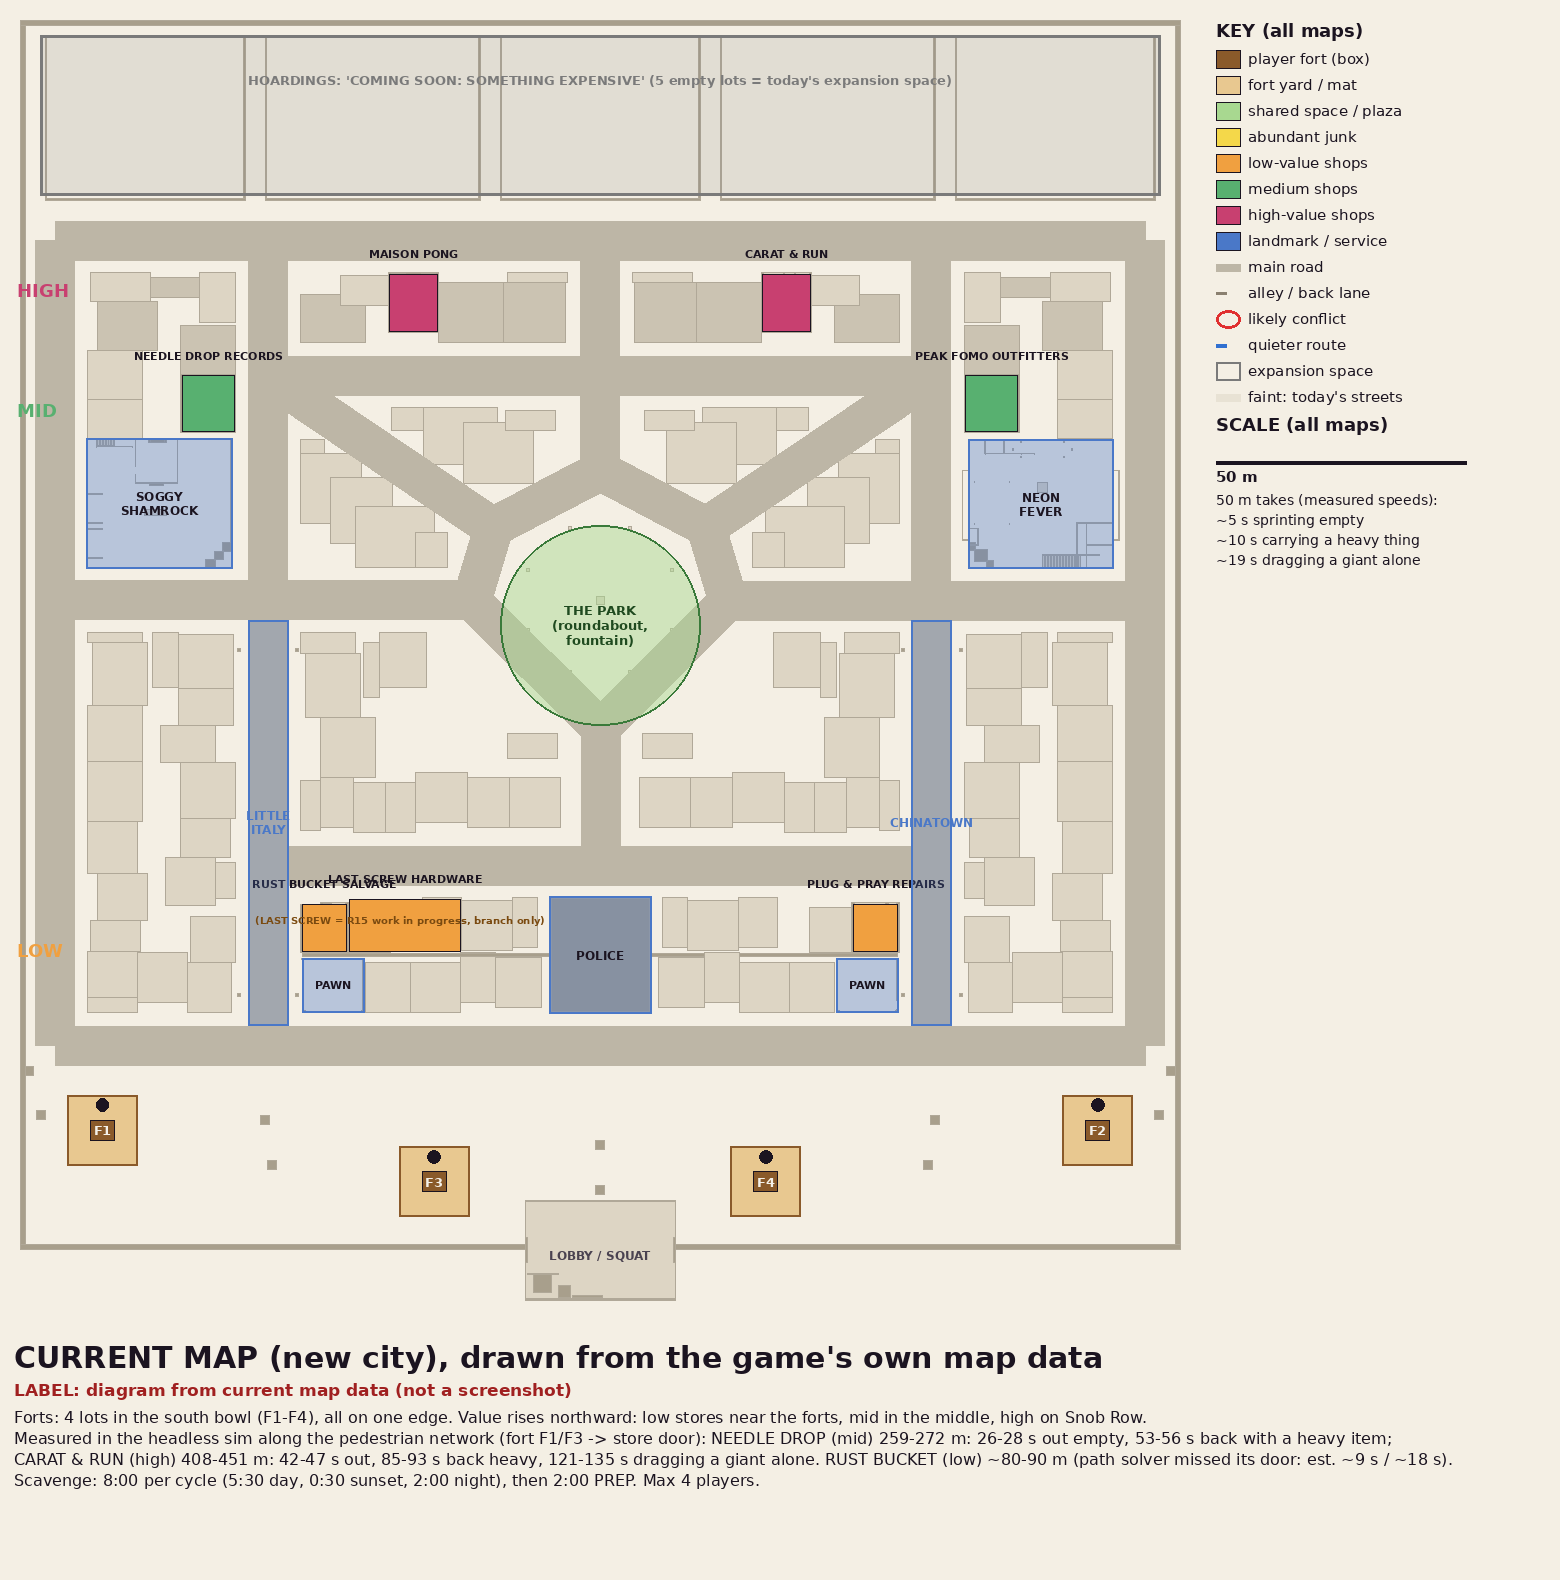 HOARDINGS: 'COMING SOON: SOMETHING EXPENSIVE' (5 empty lots = today's expansion space)
MAISON PONG
CARAT & RUN
HIGH
NEEDLE DROP RECORDS
PEAK FOMO OUTFITTERS
MID
SOGGY
SHAMROCK
NEON
FEVER
THE PARK
(roundabout,
fountain)
LITTLE
ITALY
CHINATOWN
LAST SCREW HARDWARE
RUST BUCKET SALVAGE
PLUG & PRAY REPAIRS
(LAST SCREW = R15 work in progress, branch only)
LOW
POLICE
PAWN
PAWN
F1
F2
F3
F4
LOBBY / SQUAT
KEY (all maps)
player fort (box)
fort yard / mat
shared space / plaza
abundant junk
low-value shops
medium shops
high-value shops
landmark / service
main road
alley / back lane
likely conflict
quieter route
expansion space
faint: today's streets
SCALE (all maps)
50 m
50 m takes (measured speeds):
~5 s sprinting empty
~10 s carrying a heavy thing
~19 s dragging a giant alone
CURRENT MAP (new city), drawn from the game's own map data
LABEL: diagram from current map data (not a screenshot)
Forts: 4 lots in the south bowl (F1-F4), all on one edge. Value rises northward: low stores near the forts, mid in the middle, high on Snob Row.
Measured in the headless sim along the pedestrian network (fort F1/F3 -> store door): NEEDLE DROP (mid) 259-272 m: 26-28 s out empty, 53-56 s back with a heavy item;
CARAT & RUN (high) 408-451 m: 42-47 s out, 85-93 s back heavy, 121-135 s dragging a giant alone. RUST BUCKET (low) ~80-90 m (path solver missed its door: est. ~9 s / ~18 s).
Scavenge: 8:00 per cycle (5:30 day, 0:30 sunset, 2:00 night), then 2:00 PREP. Max 4 players.